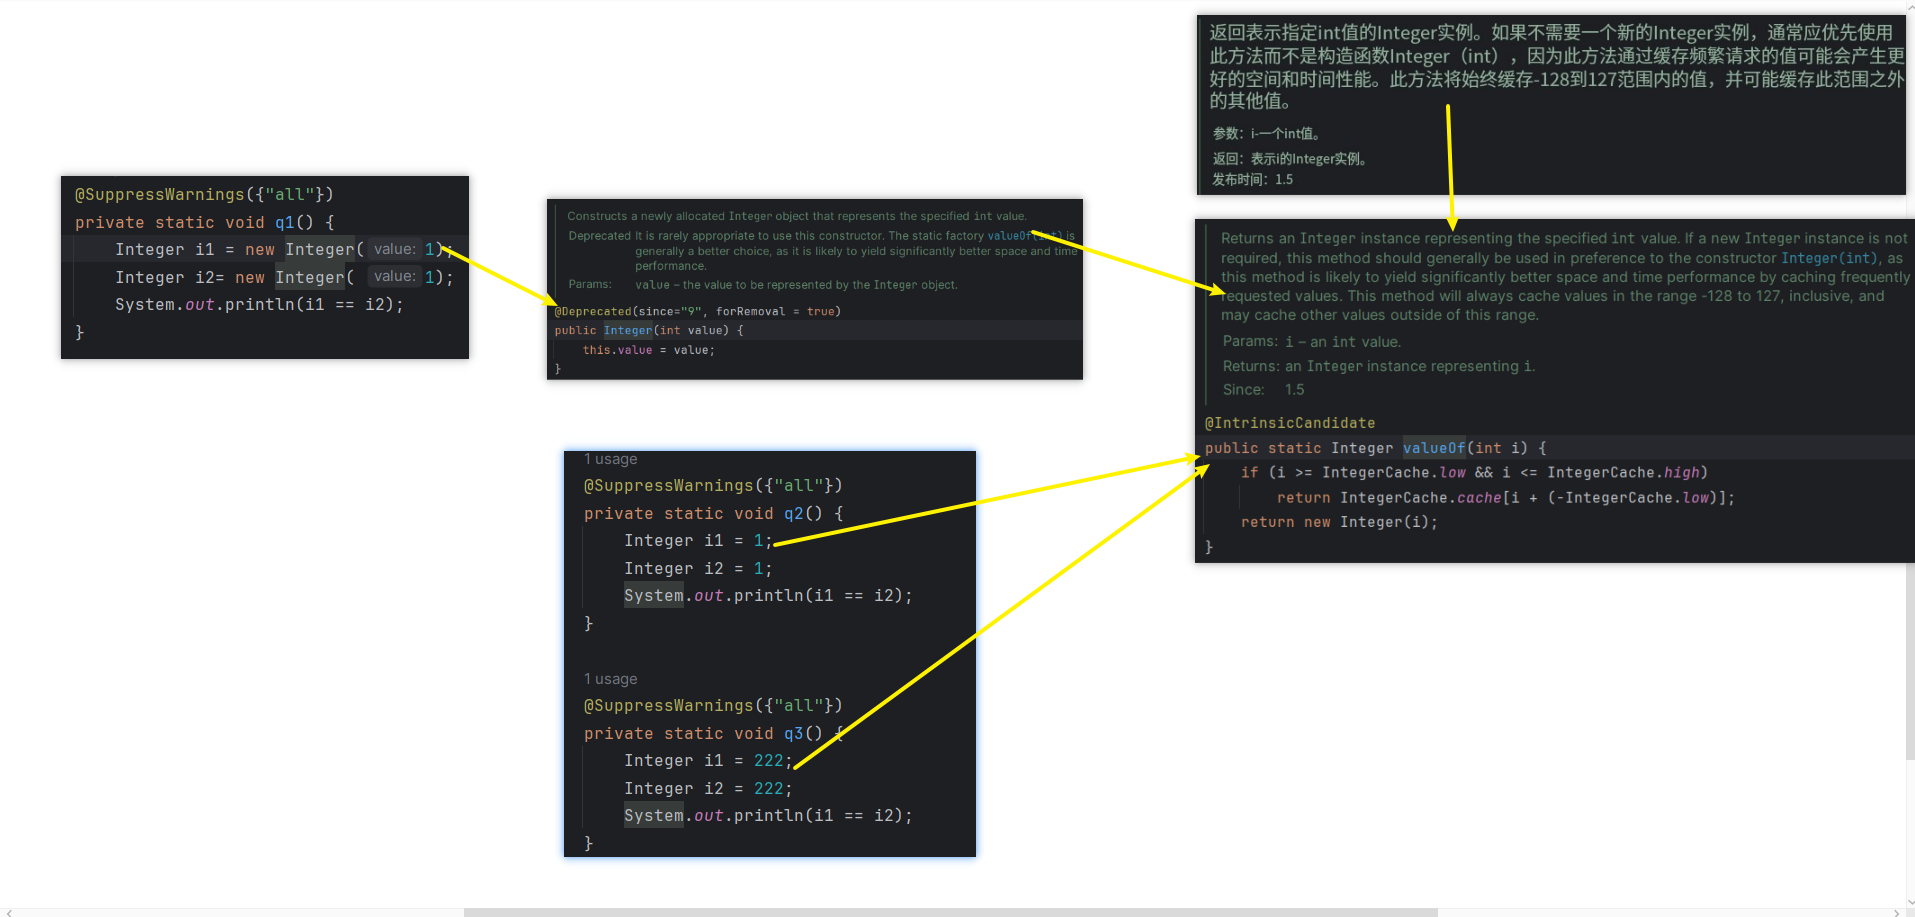 @SuppressWarnings({"all"})
private static void q1() {
Integer i1 = new Integer( value: 1);
Integer i2= new Integer( value: 1);
System.out.println(i1 == i2);
}
Constructs a newly allocated Integer object that represents the specified int value.
Deprecated It is rarely appropriate to use this constructor. The static factory valueOf(int) is
generally a better choice, as it is likely to yield significantly better space and time
performance.
Params: value – the value to be represented by the Integer object.
@Deprecated(since="9", forRemoval = true)
public Integer(int value) {
this.value = value;
}
1 usage
@SuppressWarnings({"all"})
private static void q2() {
Integer i1 = 1;
Integer i2 = 1;
System.out.println(i1 == i2);
}
1 usage
@SuppressWarnings({"all"})
private static void q3() {
Integer i1 = 222;
Integer i2 = 222;
System.out.println(i1 == i2);
}
返回表示指定int值的Integer实例。如果不需要一个新的Integer实例，通常应优先使用
此方法而不是构造函数Integer（int），因为此方法通过缓存频繁请求的值可能会产生更
好的空间和时间性能。此方法将始终缓存-128到127范围内的值，并可能缓存此范围之外
的其他值。
参数：i-一个int值。
返回：表示i的Integer实例。
发布时间：1.5
Returns an Integer instance representing the specified int value. If a new Integer instance is not
required, this method should generally be used in preference to the constructor Integer(int), as
this method is likely to yield significantly better space and time performance by caching frequently
requested values. This method will always cache values in the range -128 to 127, inclusive, and
may cache other values outside of this range.
Params: i – an int value.
Returns: an Integer instance representing i.
Since: 1.5
@IntrinsicCandidate
public static Integer valueOf(int i) {
if (i >= IntegerCache.low && i <= IntegerCache.high)
return IntegerCache.cache[i + (-IntegerCache.low)];
return new Integer(i);
}